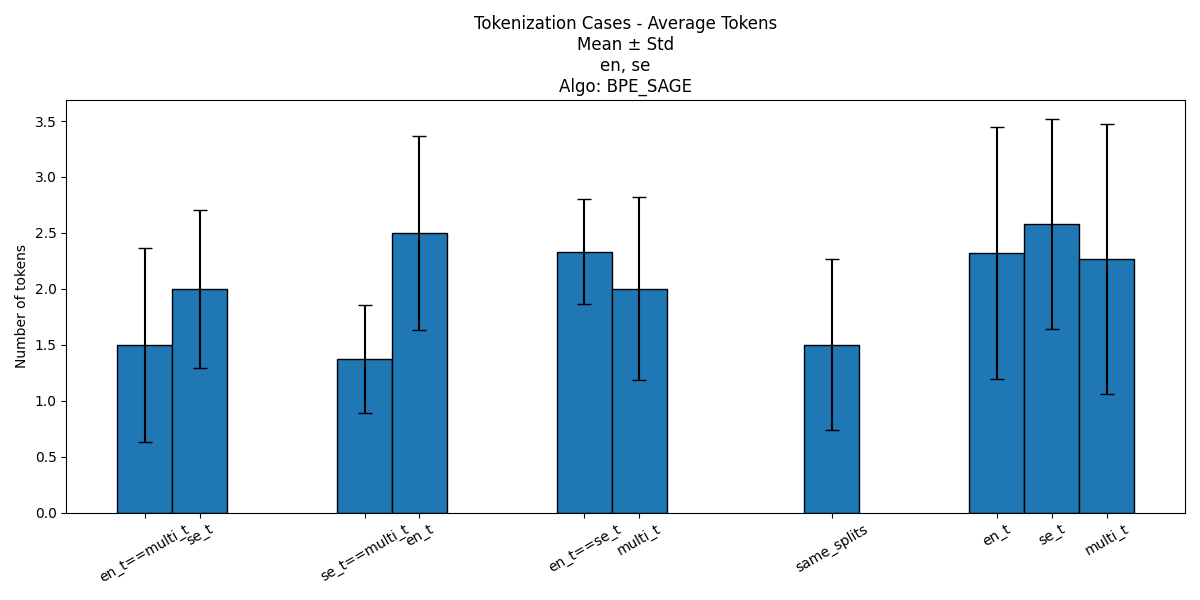 Tokenization Cases - Average Tokens
Mean ± Std
en, se
Algo: BPE_SAGE
Number of tokens
3.5
3.0
2.5
2.0
1.5
1.0
0.5
0.0
en_t==multi_t
se_t
se_t==multi_t
en_t
en_t==se_t
multi_t
same_splits
en_t
se_t
multi_t